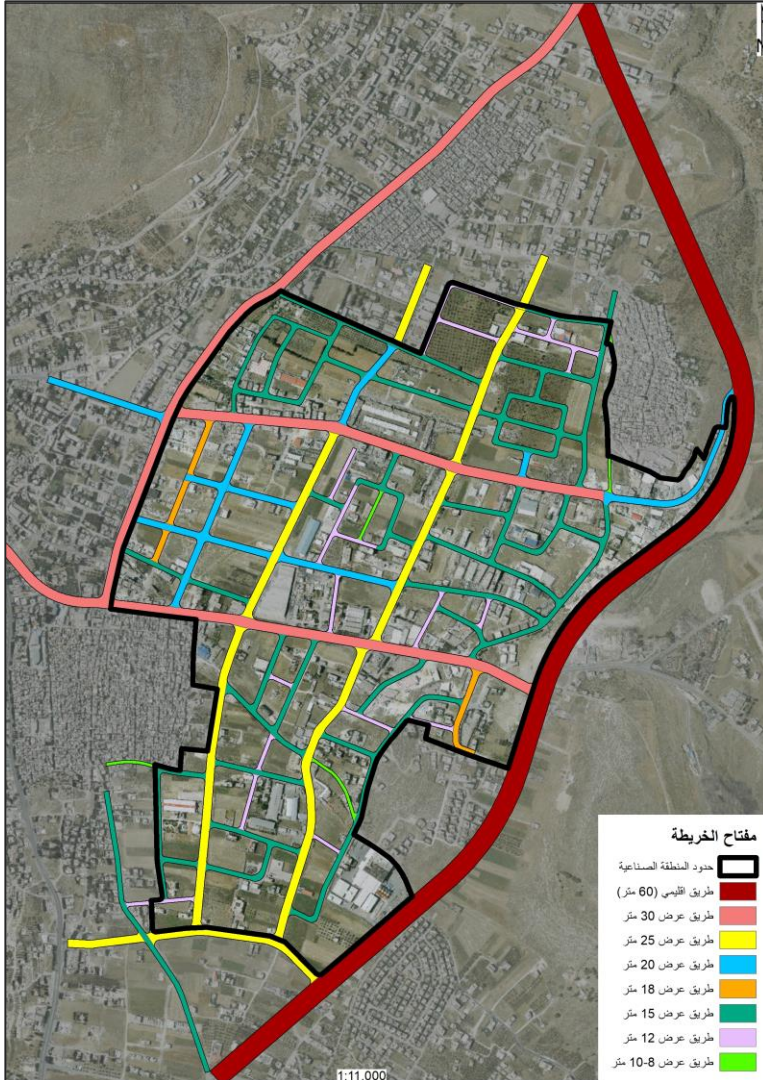 N
مفتاح الخريطة
حدود المنطقة الصناعية
طريق اقليمي (60 متر)
طريق عرض 30 متر
طريق عرض 25 متر
طريق عرض 20 متر
طريق عرض 18 متر
طريق عرض 15 متر
طريق عرض 12 متر
طريق عرض 8-10 متر
1:11,000